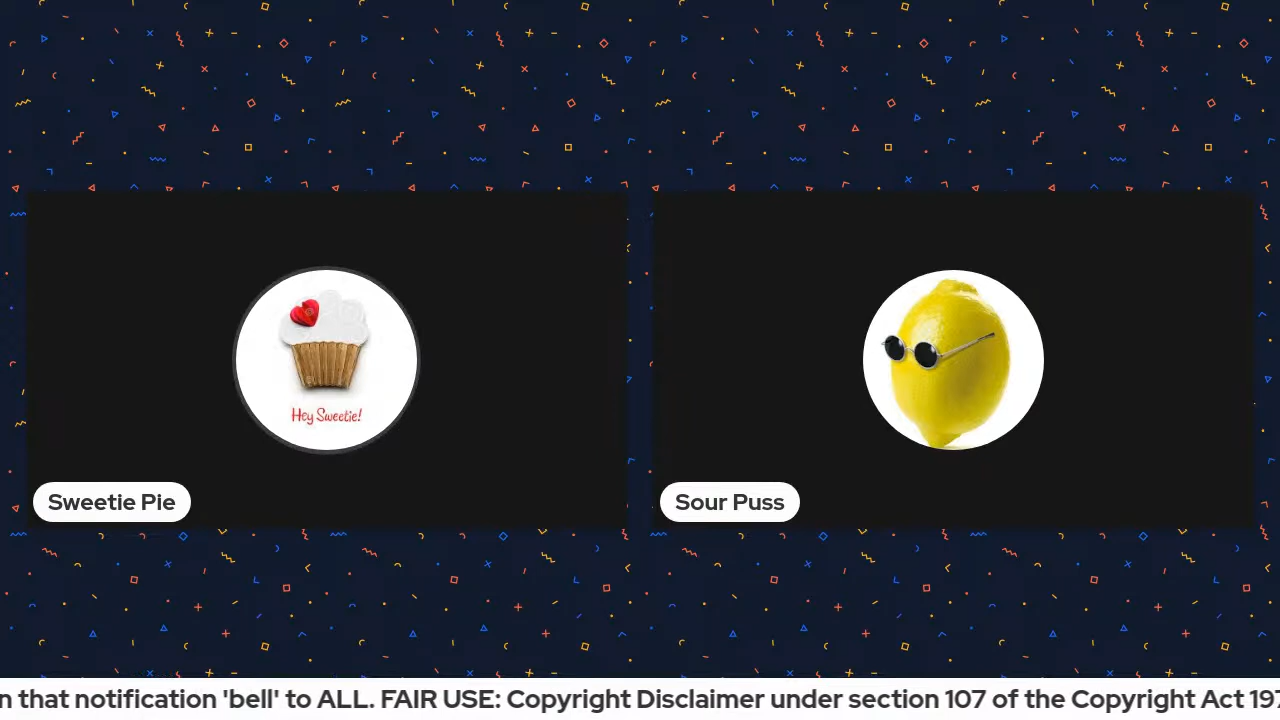 Hey Sweetie!
Sweetie Pie
Sour Puss
that notification 'bell' to ALL. FAIR USE: Copyright Disclaimer under section 107 of the Copyright Act